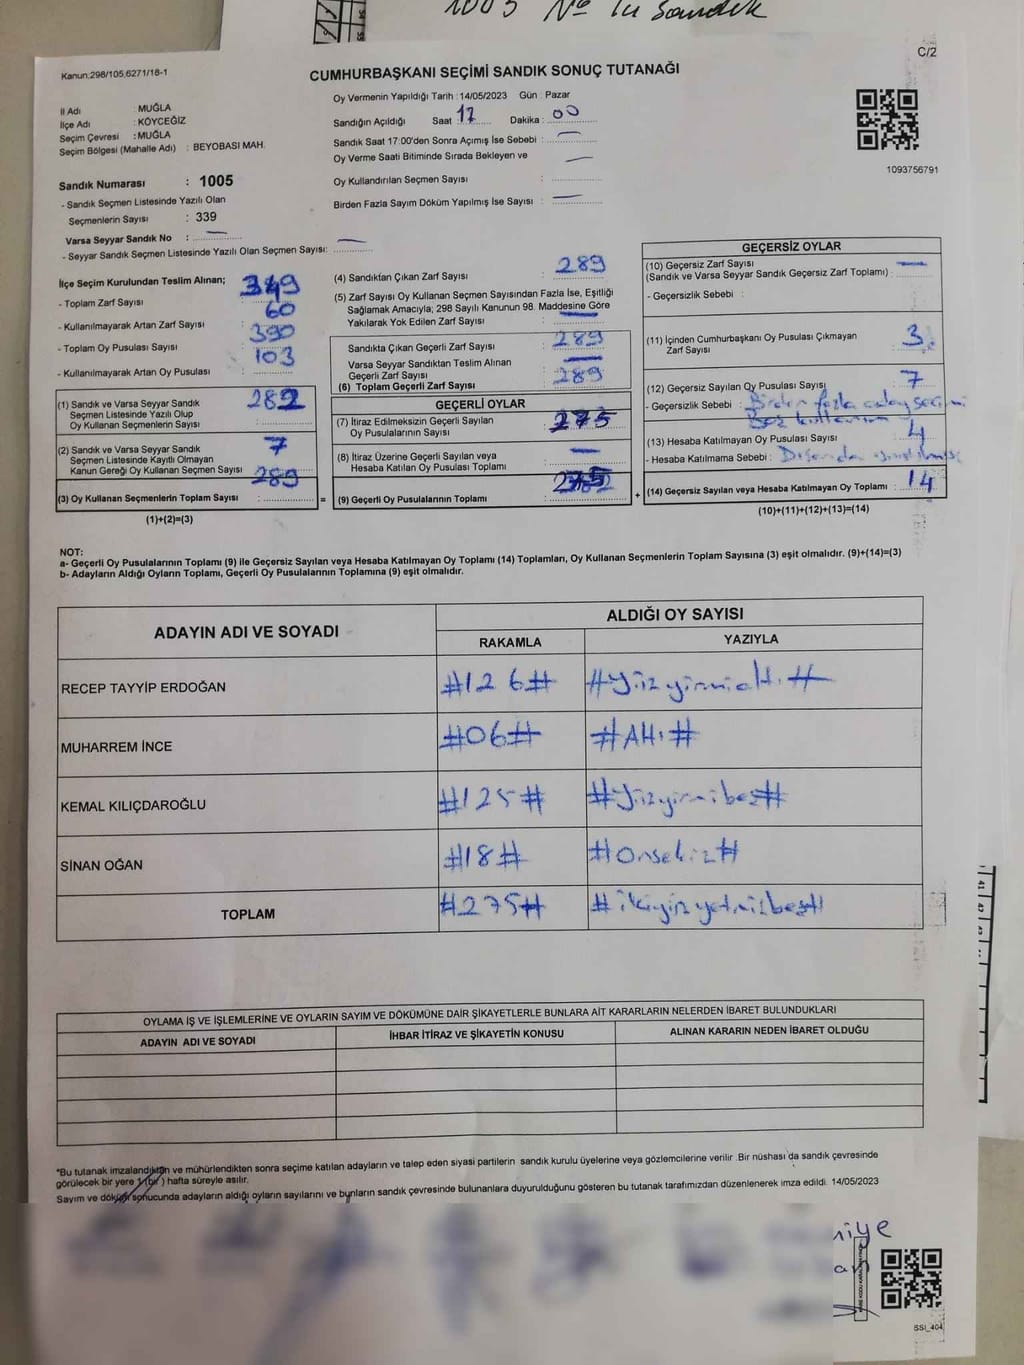 1005 No lu sandık
C/2
Kanun:298/105,6271/16-1
CUMHURBAŞKANI SEÇİMİ SANDIK SONUÇ TUTANAĞI
İl Adı : MUĞLA
İlçe Adı : KÖYCEĞİZ
Seçim Çevresi : MUĞLA
Seçim Bölgesi (Mahalle Adı) : BEYOBASI MAH.
Oy Vermenin Yapıldığı Tarih : 14/05/2023 Gün : Pazar
Sandığın Açıldığı Saat 17 Dakika : 00
Sandık Saat 17:00'den Sonra Açımış İse Sebebi : —
Oy Verme Saati Bitiminde Sırada Bekleyen ve —
Oy Kullandırılan Seçmen Sayısı :
Birden Fazla Sayım Döküm Yapılmış İse Sayısı : —
1093756791
Sandık Numarası : 1005
- Sandık Seçmen Listesinde Yazılı Olan
Seçmenlerin Sayısı : 339
Varsa Seyyar Sandık No : —
- Seyyar Sandık Seçmen Listesinde Yazılı Olan Seçmen Sayısı: —
İlçe Seçim Kurulundan Teslim Alınan;
- Toplam Zarf Sayısı : 349
- Kullanılmayarak Artan Zarf Sayısı : 60
- Toplam Oy Pusulası Sayısı : 390
- Kullanılmayarak Artan Oy Pusulası : 103
(1) Sandık ve Varsa Seyyar Sandık
Seçmen Listesinde Yazılı Olup
Oy Kullanan Seçmenlerin Sayısı : 282
(2) Sandık ve Varsa Seyyar Sandık
Seçmen Listesinde Kayıtlı Olmayan
Kanun Gereği Oy Kullanan Seçmen Sayısı : 7
(3) Oy Kullanan Seçmenlerin Toplam Sayısı : 289
(1)+(2)=(3)
=
(4) Sandıktan Çıkan Zarf Sayısı : 289
(5) Zarf Sayısı Oy Kullanan Seçmen Sayısından Fazla İse, Eşitliği
Sağlamak Amacıyla; 298 Sayılı Kanunun 98. Maddesine Göre
Yakılarak Yok Edilen Zarf Sayısı : —
Sandıkta Çıkan Geçerli Zarf Sayısı : 289
Varsa Seyyar Sandıktan Teslim Alınan
Geçerli Zarf Sayısı : —
(6) Toplam Geçerli Zarf Sayısı : 289
GEÇERLİ OYLAR
(7) İtiraz Edilmeksizin Geçerli Sayılan
Oy Pusulalarının Sayısı : 275
(8) İtiraz Üzerine Geçerli Sayılan veya
Hesaba Katılan Oy Pusulası Toplamı : —
(9) Geçerli Oy Pusulalarının Toplamı : 275
+
GEÇERSİZ OYLAR
(10) Geçersiz Zarf Sayısı —
(Sandık ve Varsa Seyyar Sandık Geçersiz Zarf Toplamı) :
- Geçersizlik Sebebi :
(11) İçinden Cumhurbaşkanı Oy Pusulası Çıkmayan
Zarf Sayısı : 3
(12) Geçersiz Sayılan Oy Pusulası Sayısı : 7
- Geçersizlik Sebebi : Birden fazla aday seçimi
Boş kullanım
(13) Hesaba Katılmayan Oy Pusulası Sayısı : 4
- Hesaba Katılmama Sebebi :
(14) Geçersiz Sayılan veya Hesaba Katılmayan Oy Toplamı : 14
(10)+(11)+(12)+(13)=(14)
NOT:
a- Geçerli Oy Pusulalarının Toplamı (9) ile Geçersiz Sayılan veya Hesaba Katılmayan Oy Toplamı (14) Toplamları, Oy Kullanan Seçmenlerin Toplam Sayısına (3) eşit olmalıdır. (9)+(14)=(3)
b- Adayların Aldığı Oyların Toplamı, Geçerli Oy Pusulalarının Toplamına (9) eşit olmalıdır.
ADAYIN ADI VE SOYADI
ALDIĞI OY SAYISI
RAKAMLA YAZIYLA
RECEP TAYYİP ERDOĞAN #126# #Yüzyirmialtı#
MUHARREM İNCE #06# #Altı#
KEMAL KILIÇDAROĞLU #125# #Yüzyirmibeş#
SİNAN OĞAN #18# #Onsekiz#
TOPLAM #275# #ikiyüzyetmişbeş#
OYLAMA İŞ VE İŞLEMLERİNE VE OYLARIN SAYIM VE DÖKÜMÜNE DAİR ŞİKAYETLERLE BUNLARA AİT KARARLARIN NELERDEN İBARET BULUNDUKLARI
ADAYIN ADI VE SOYADI İHBAR İTİRAZ VE ŞİKAYETİN KONUSU ALINAN KARARIN NEDEN İBARET OLDUĞU
*Bu tutanak imzalandıktan ve mühürlendikten sonra seçime katılan adayların ve talep eden siyasi partilerin sandık kurulu üyelerine veya gözlemcilerine verilir .Bir nüshası da sandık çevresinde
görülecek bir yere 1 (bir ) hafta süreyle asılır.
Sayım ve döküm sonucunda adayların aldığı oyların sayılarını ve bunların sandık çevresinde bulunanlara duyurulduğunu gösteren bu tutanak tarafımızdan düzenlenerek imza edildi. 14/05/2023
niye
an
SSİ_404
41 42 43